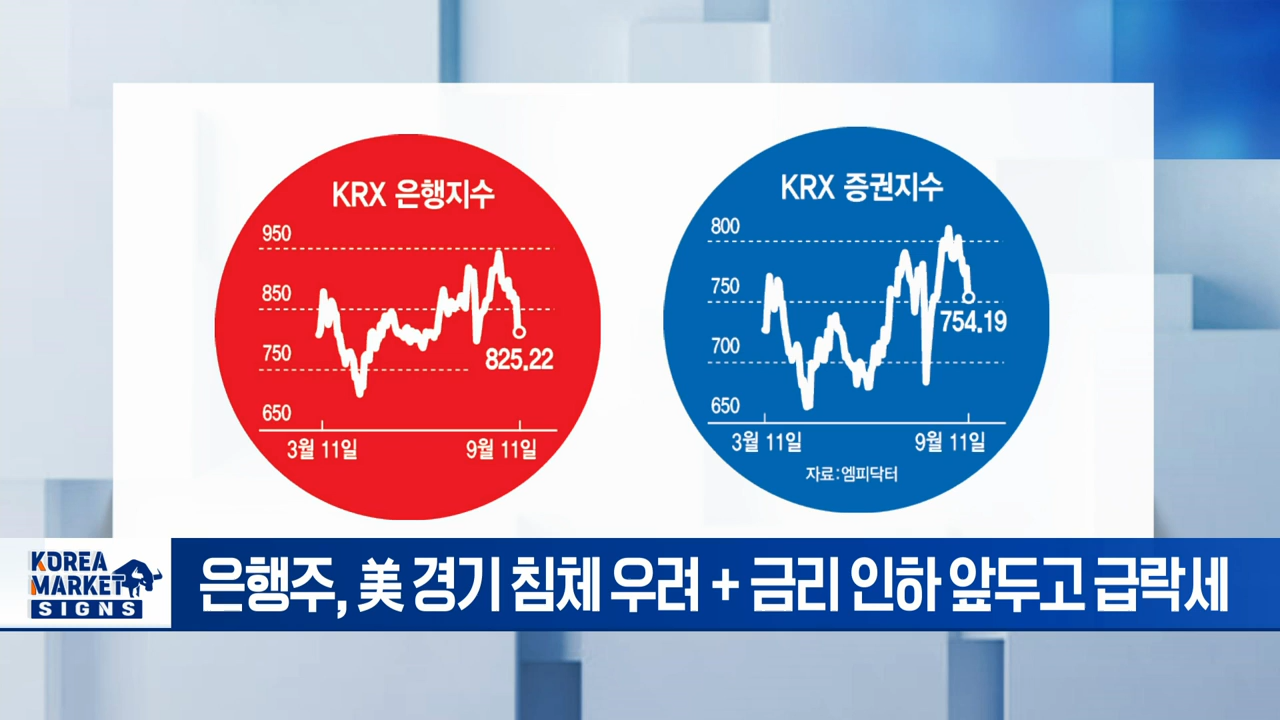 KRX 은행지수
950
850
750
650
825.22
3월 11일
9월 11일
KRX 증권지수
800
750
700
650
754.19
3월 11일
9월 11일
자료:엠피닥터
KOREA
MARKET
SIGNS
은행주, 美 경기 침체 우려 + 금리 인하 앞두고 급락세